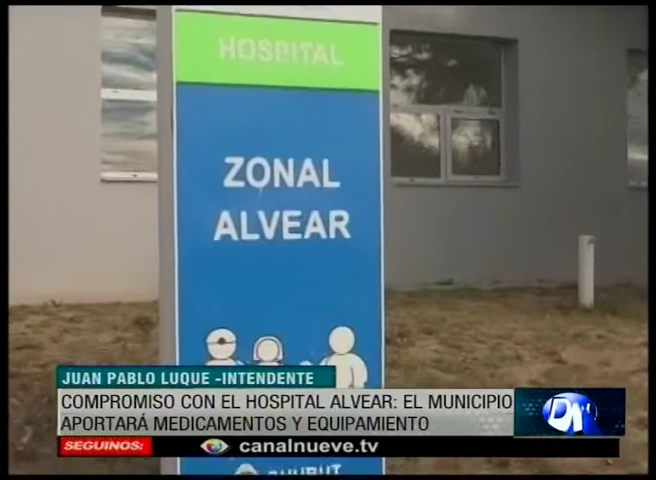 HOSPITAL
ZONAL
ALVEAR
JUAN PABLO LUQUE -INTENDENTE
COMPROMISO CON EL HOSPITAL ALVEAR: EL MUNICIPIO
APORTARÁ MEDICAMENTOS Y EQUIPAMIENTO
SEGUINOS:
canalnueve.tv
CHUBUT